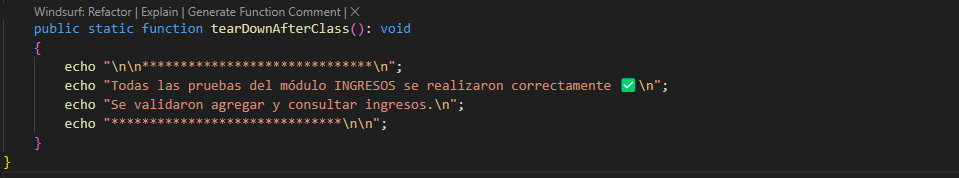 Windsurf: Refactor | Explain | Generate Function Comment | ×
public static function tearDownAfterClass(): void
{
echo "\n\n******************************\n";
echo "Todas las pruebas del módulo INGRESOS se realizaron correctamente ✅\n";
echo "Se validaron agregar y consultar ingresos.\n";
echo "******************************\n\n";
}
}